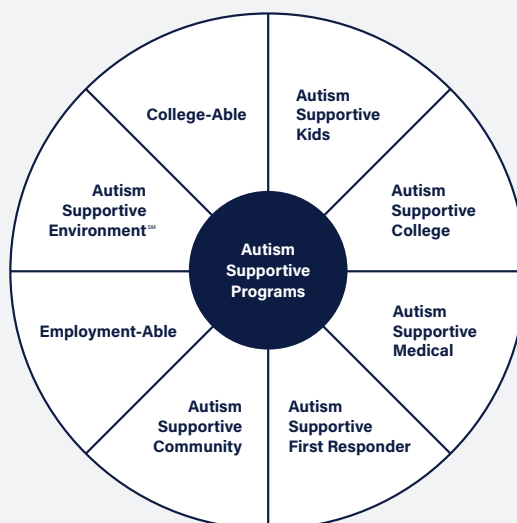 College-Able
Autism
Supportive
Kids
Autism
Supportive
Environment℠
Autism
Supportive
College
Autism
Supportive
Programs
Employment-Able
Autism
Supportive
Medical
Autism
Supportive
Community
Autism
Supportive
First Responder